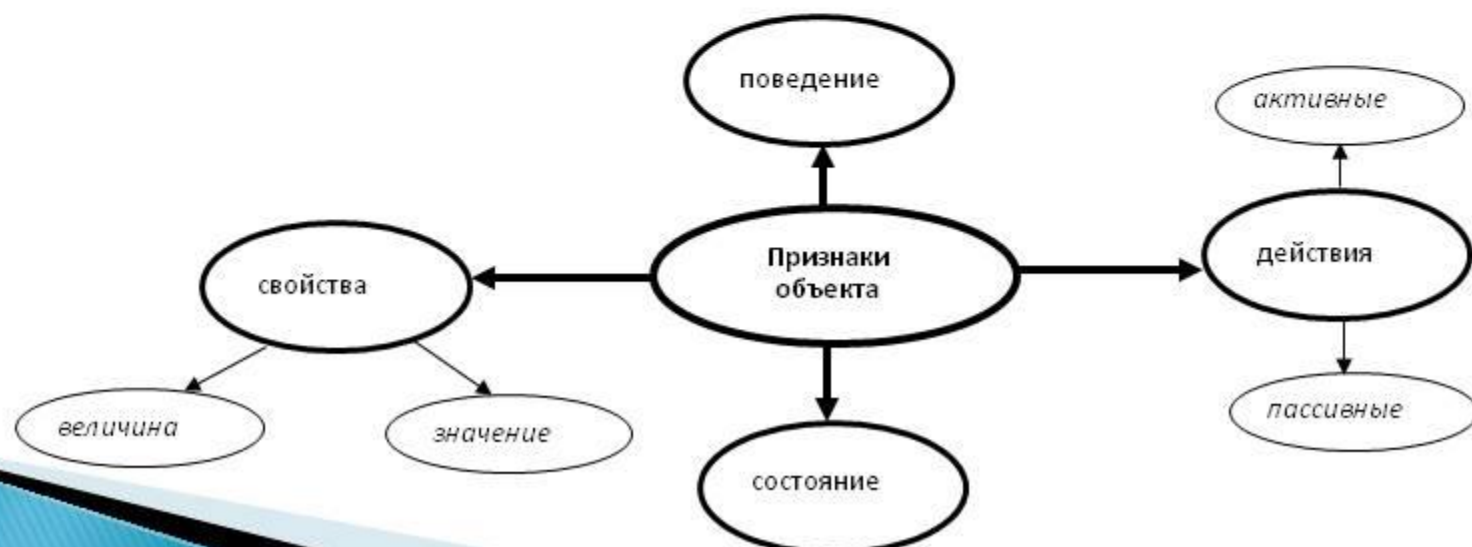 поведение
активные
Признаки
объекта
действия
свойства
величина
значение
пассивные
состояние